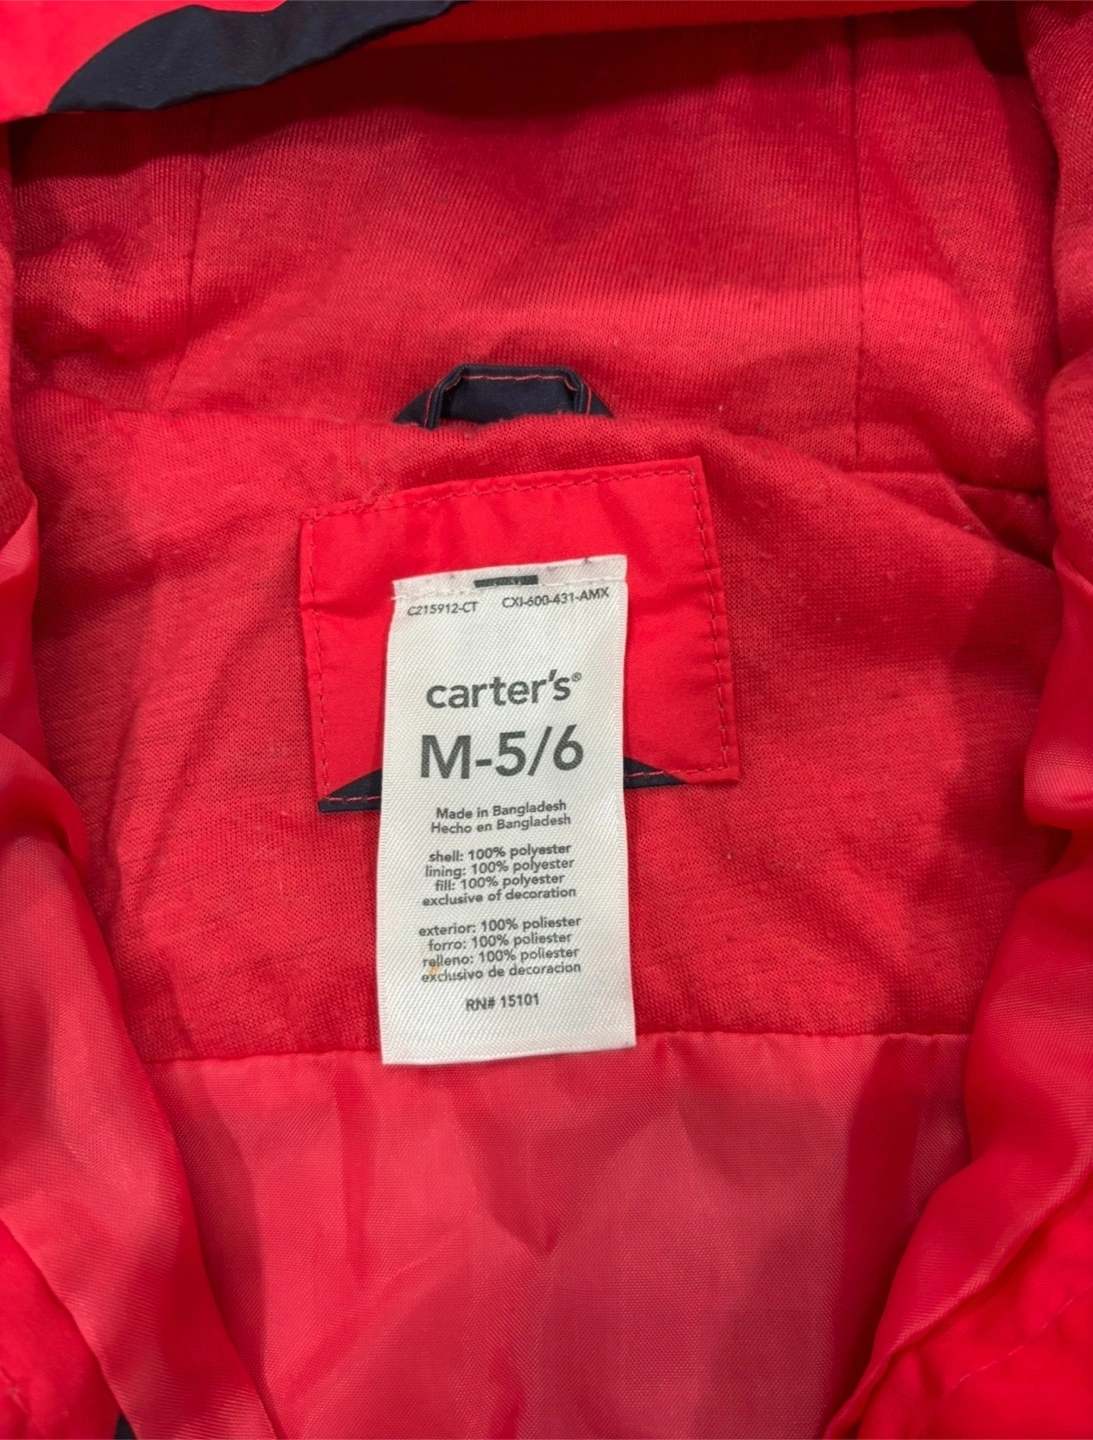 C215912-CT CXI-600-431-AMX
carter's®
M-5/6
Made in Bangladesh
Hecho en Bangladesh
shell: 100% polyester
lining: 100% polyester
fill: 100% polyester
exclusive of decoration
exterior: 100% poliester
forro: 100% poliester
relleno: 100% poliester
exclusivo de decoracion
RN# 15101